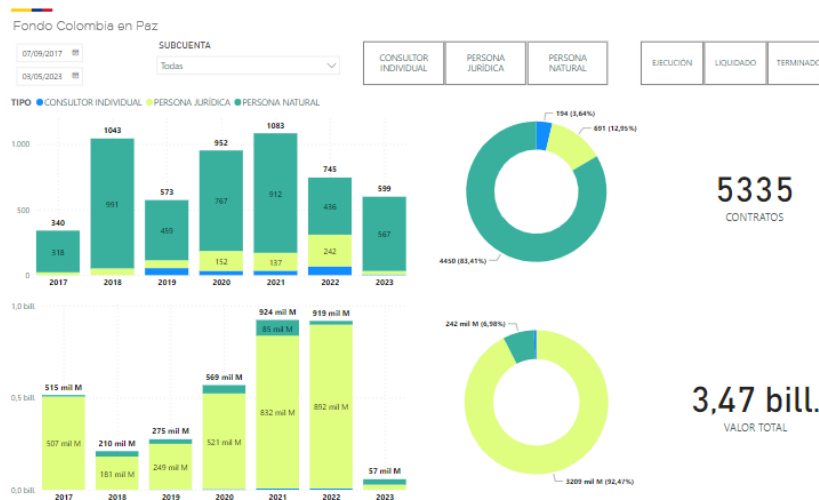 Fondo Colombia en Paz
07/09/2017
03/05/2023
SUBCUENTA
Todas
CONSULTOR
INDIVIDUAL
PERSONA
JURÍDICA
PERSONA
NATURAL
EJECUCIÓN
LIQUIDADO
TERMINADO
TIPO CONSULTOR INDIVIDUAL PERSONA JURÍDICA PERSONA NATURAL
1.000
500
0
340
318
1043
991
573
459
952
767
152
1083
912
137
745
436
242
599
567
2017 2018 2019 2020 2021 2022 2023
194 (3,64%)
691 (12,95%)
4450 (83,41%)
5335
CONTRATOS
1,0 bill.
0,5 bill.
0,0 bill.
515 mil M
507 mil M
210 mil M
181 mil M
275 mil M
249 mil M
569 mil M
521 mil M
924 mil M
85 mil M
832 mil M
919 mil M
892 mil M
57 mil M
2017 2018 2019 2020 2021 2022 2023
242 mil M (6,98%)
3209 mil M (92,47%)
3,47 bill.
VALOR TOTAL